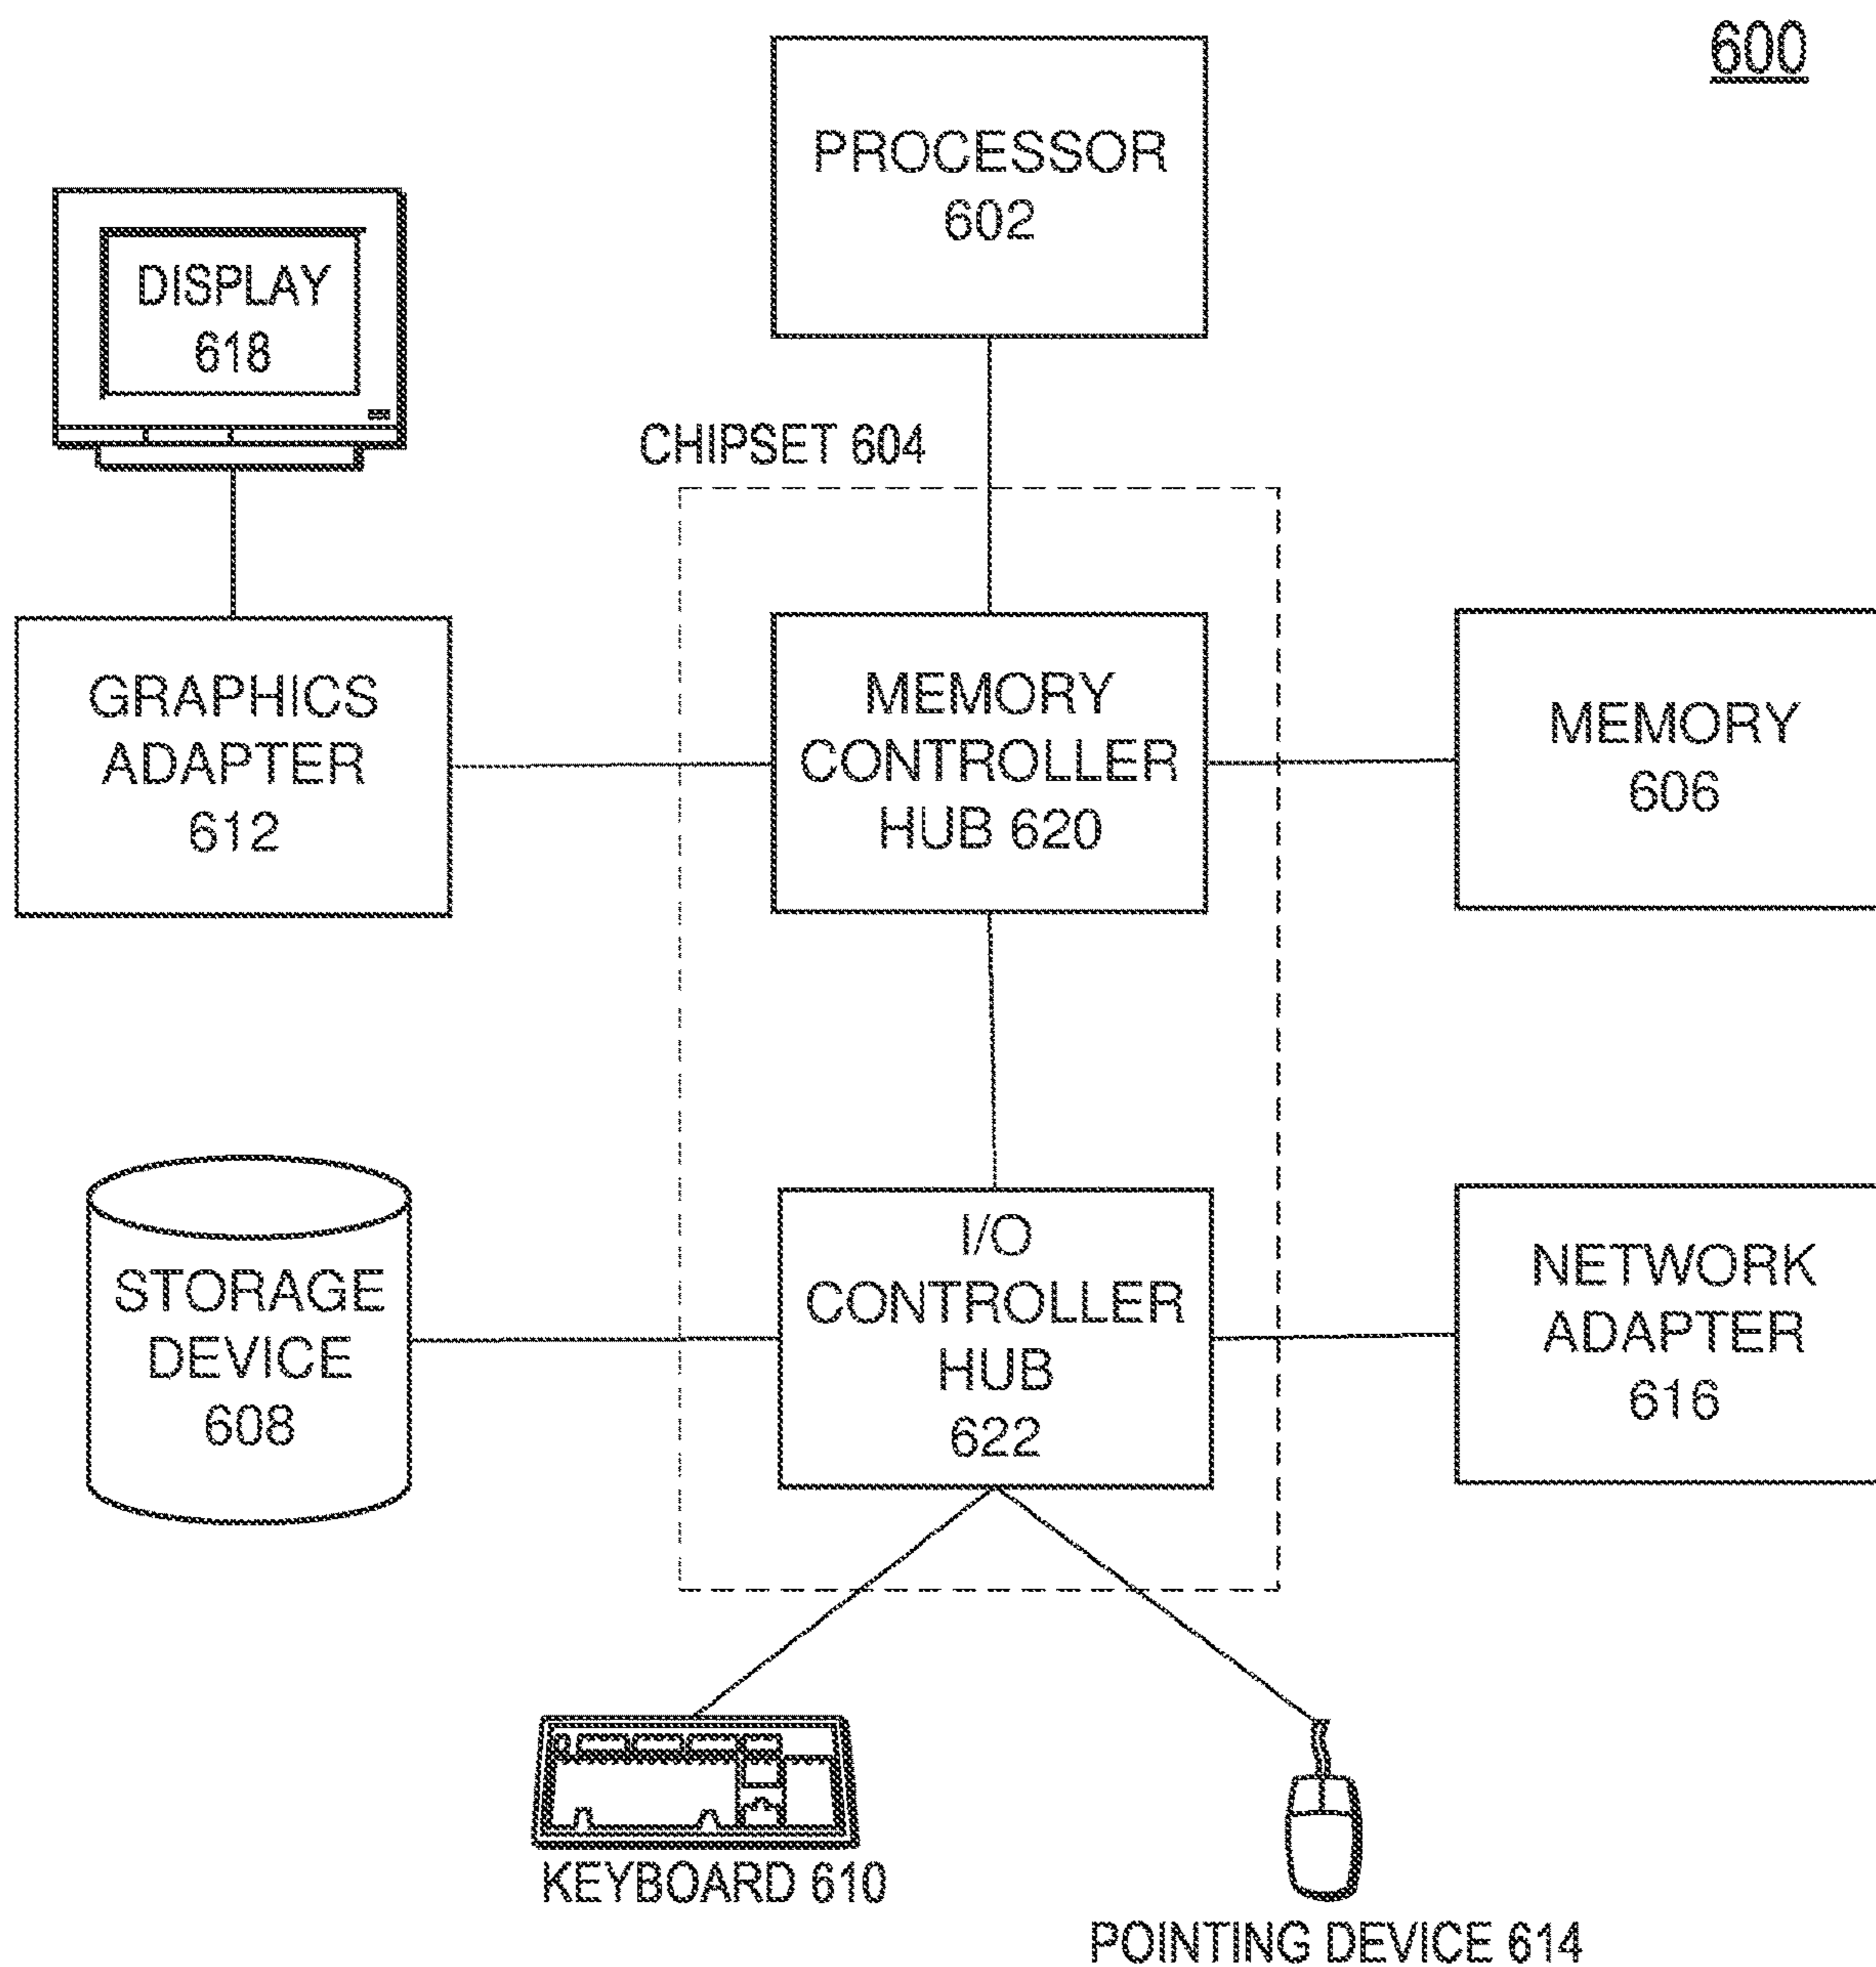 600
PROCESSOR
602
DISPLAY
618
CHIPSET 604
GRAPHICS
ADAPTER
612
MEMORY
CONTROLLER
HUB 620
MEMORY
606
STORAGE
DEVICE
608
I/O
CONTROLLER
HUB
622
NETWORK
ADAPTER
616
KEYBOARD 610
POINTING DEVICE 614